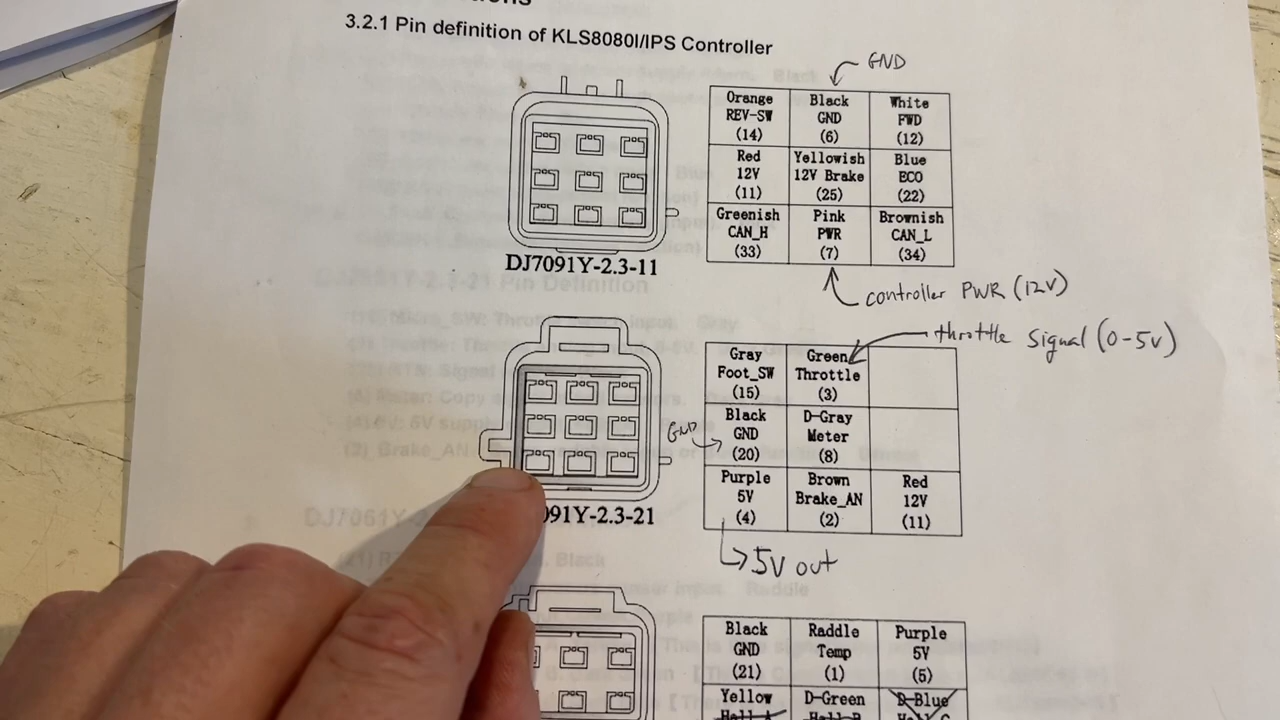 3.2.1 Pin definition of KLS8080I/IPS Controller
GND
Orange Black White
REV-SW GND FWD
(14) (6) (12)
Red Yellowish Blue
12V 12V Brake ECO
(11) (25) (22)
Greenish Pink Brownish
CAN_H PWR CAN_L
(33) (7) (34)
DJ7091Y-2.3-11
controller PWR (12V)
throttle signal (0-5V)
Gray Green
Foot_SW Throttle
(15) (3)
GND
Black D-Gray
GND Meter
(20) (8)
Purple Brown Red
5V Brake_AN 12V
(4) (2) (11)
091Y-2.3-21
5V out
Black Raddle Purple
GND Temp 5V
(21) (1) (5)
Yellow D-Green D-Blue